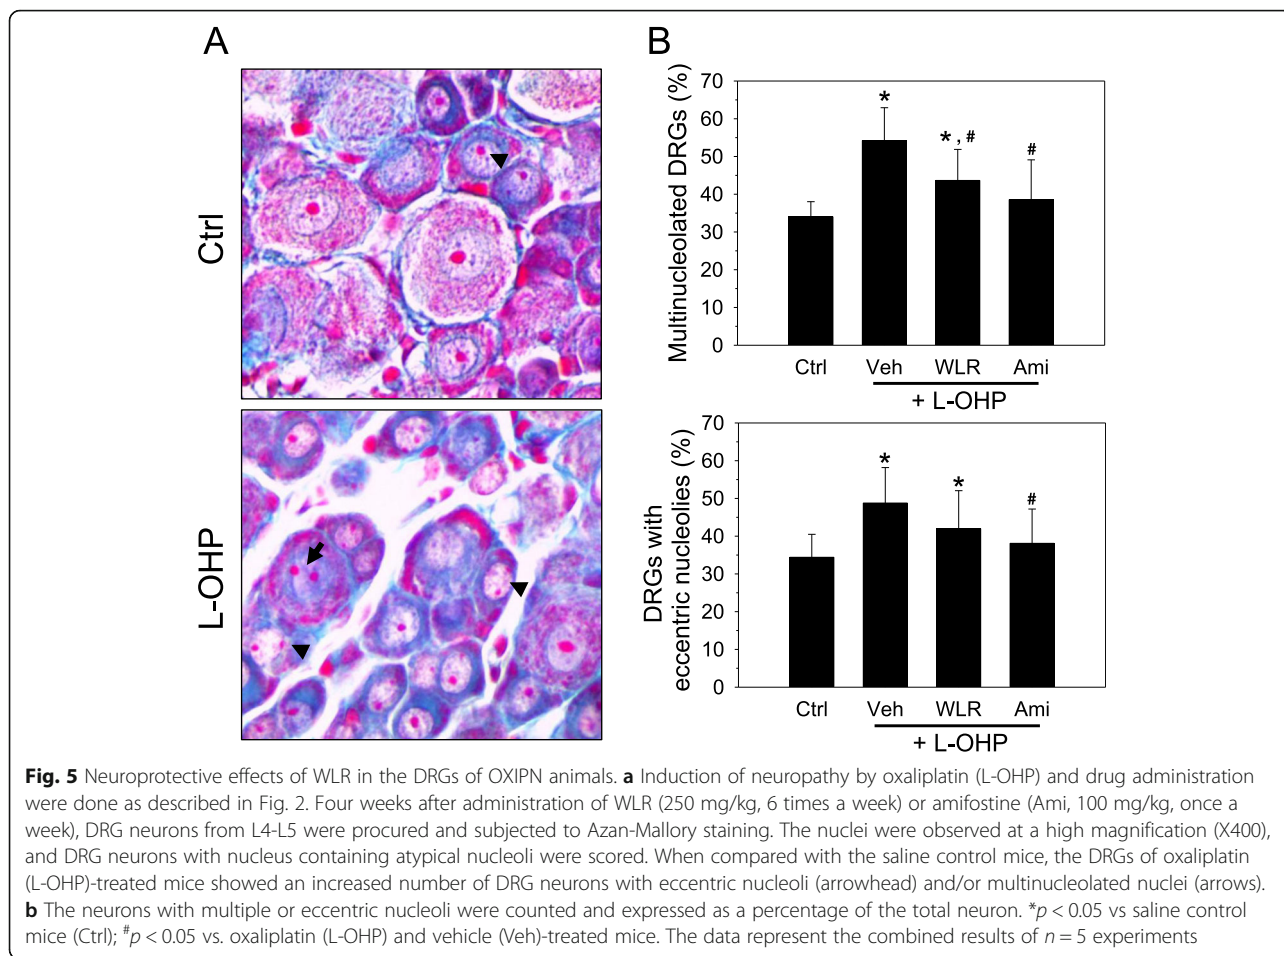 A
Ctrl
L-OHP
B
Multinucleolated DRGs (%)
70
60
50
40
30
20
10
0
*
*, #
#
Ctrl Veh WLR Ami
+ L-OHP
DRGs with
eccentric nucleolies (%)
70
60
50
40
30
20
10
0
*
*
#
Ctrl Veh WLR Ami
+ L-OHP
Fig. 5 Neuroprotective effects of WLR in the DRGs of OXIPN animals. a Induction of neuropathy by oxaliplatin (L-OHP) and drug administration
were done as described in Fig. 2. Four weeks after administration of WLR (250 mg/kg, 6 times a week) or amifostine (Ami, 100 mg/kg, once a
week), DRG neurons from L4-L5 were procured and subjected to Azan-Mallory staining. The nuclei were observed at a high magnification (X400),
and DRG neurons with nucleus containing atypical nucleoli were scored. When compared with the saline control mice, the DRGs of oxaliplatin
(L-OHP)-treated mice showed an increased number of DRG neurons with eccentric nucleoli (arrowhead) and/or multinucleolated nuclei (arrows).
b The neurons with multiple or eccentric nucleoli were counted and expressed as a percentage of the total neuron. *p < 0.05 vs saline control
mice (Ctrl); #p < 0.05 vs. oxaliplatin (L-OHP) and vehicle (Veh)-treated mice. The data represent the combined results of n = 5 experiments